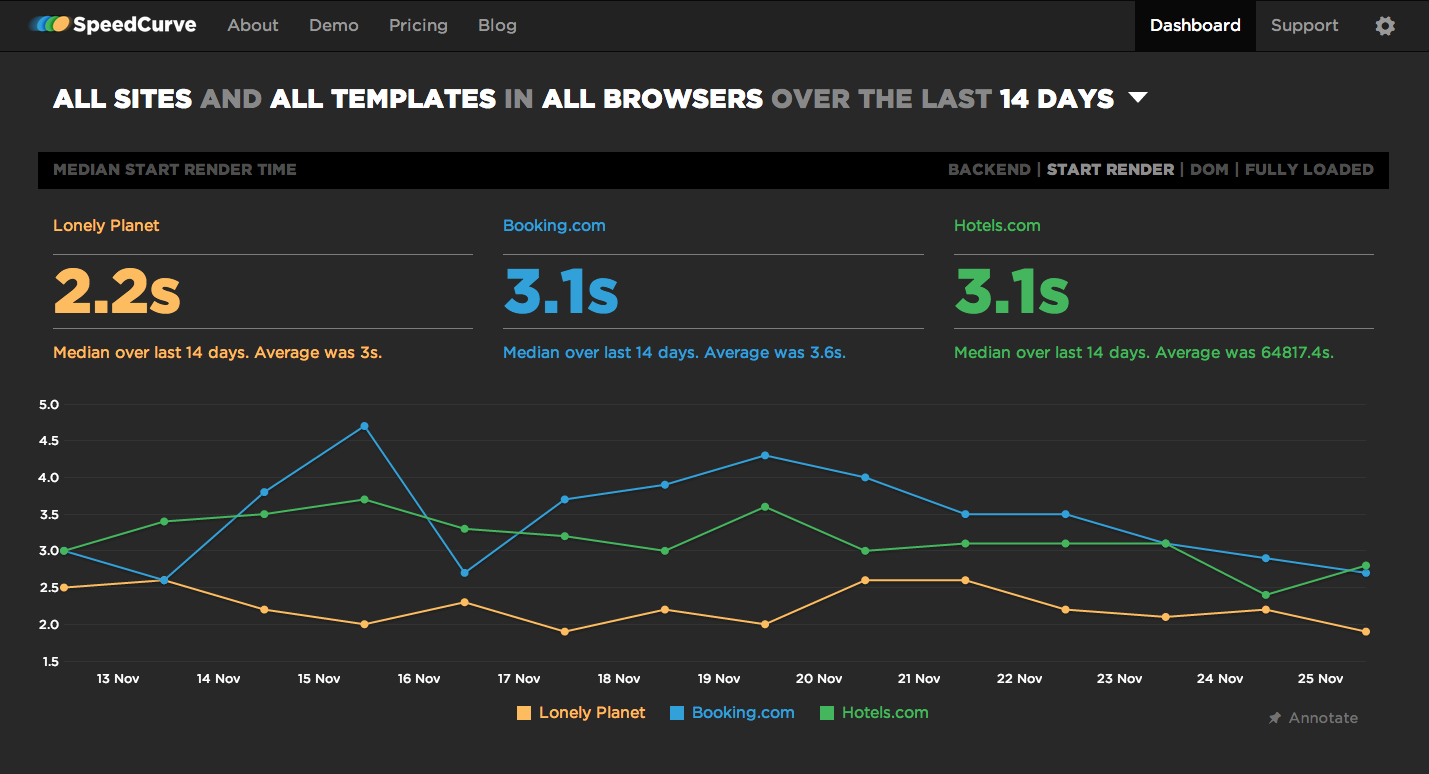 SpeedCurve About Demo Pricing Blog Dashboard Support
ALL SITES AND ALL TEMPLATES IN ALL BROWSERS OVER THE LAST 14 DAYS
MEDIAN START RENDER TIME BACKEND | START RENDER | DOM | FULLY LOADED
Lonely Planet Booking.com Hotels.com
2.2s 3.1s 3.1s
Median over last 14 days. Average was 3s. Median over last 14 days. Average was 3.6s. Median over last 14 days. Average was 64817.4s.
5.0
4.5
4.0
3.5
3.0
2.5
2.0
1.5
13 Nov 14 Nov 15 Nov 16 Nov 17 Nov 18 Nov 19 Nov 20 Nov 21 Nov 22 Nov 23 Nov 24 Nov 25 Nov
Lonely Planet Booking.com Hotels.com
Annotate